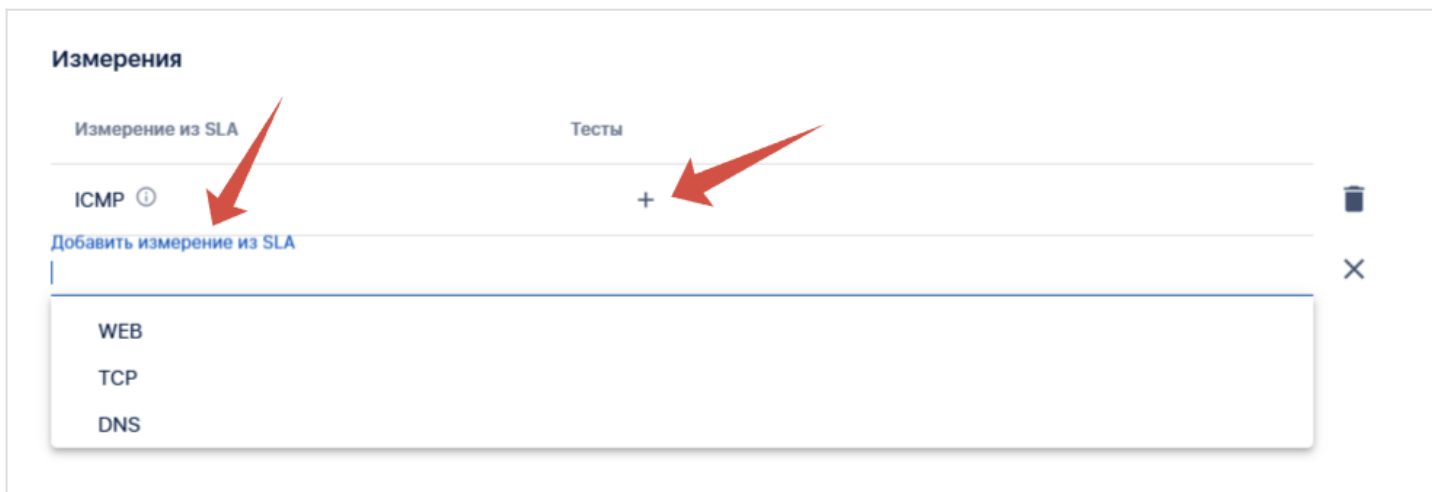 Измерения
Измерение из SLA Тесты
ICMP
Добавить измерение из SLA
WEB
TCP
DNS